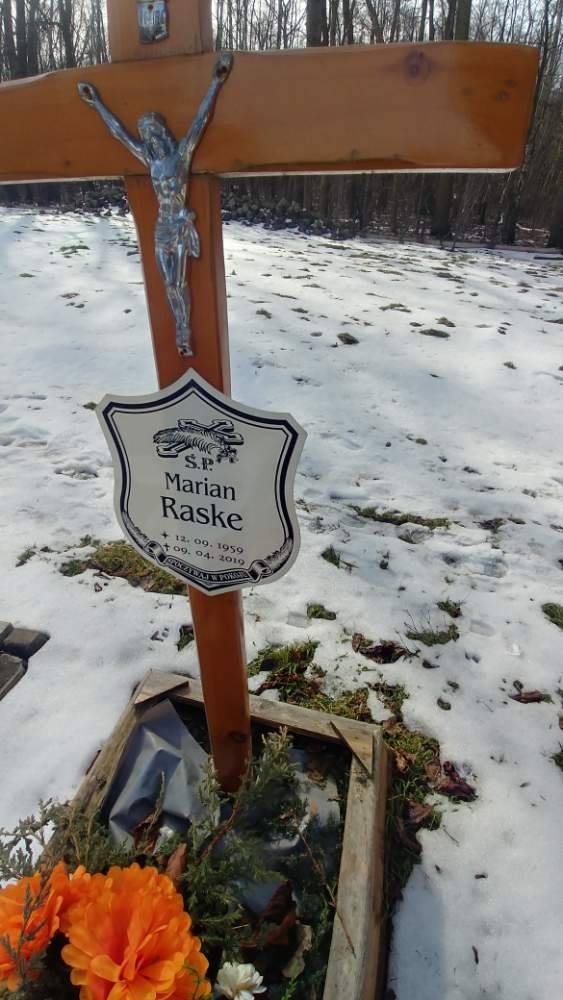 Ś.P.
Marian
Raske
* 12. 09. 1959
+ 09. 04. 2019
SPOCZYWAJ W POKOJU